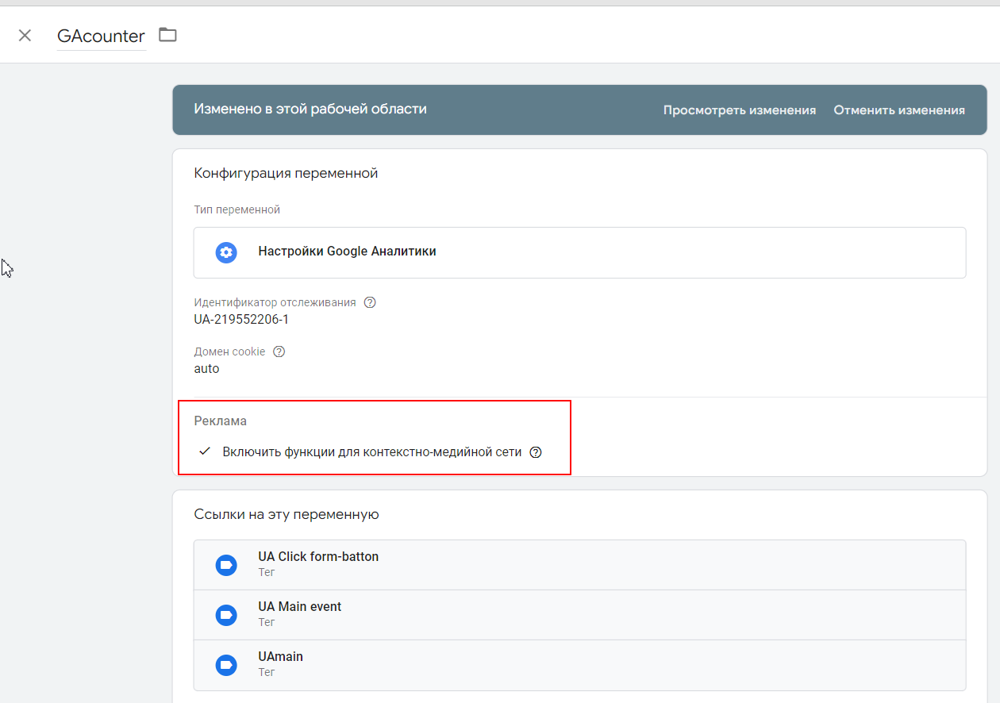 GAcounter
Изменено в этой рабочей области
Просмотреть изменения
Отменить изменения
Конфигурация переменной
Тип переменной
Настройки Google Аналитики
Идентификатор отслеживания
UA-219552206-1
Домен cookie
auto
Реклама
Включить функции для контекстно-медийной сети
Ссылки на эту переменную
UA Click form-batton
Тег
UA Main event
Тег
UAmain
Тег